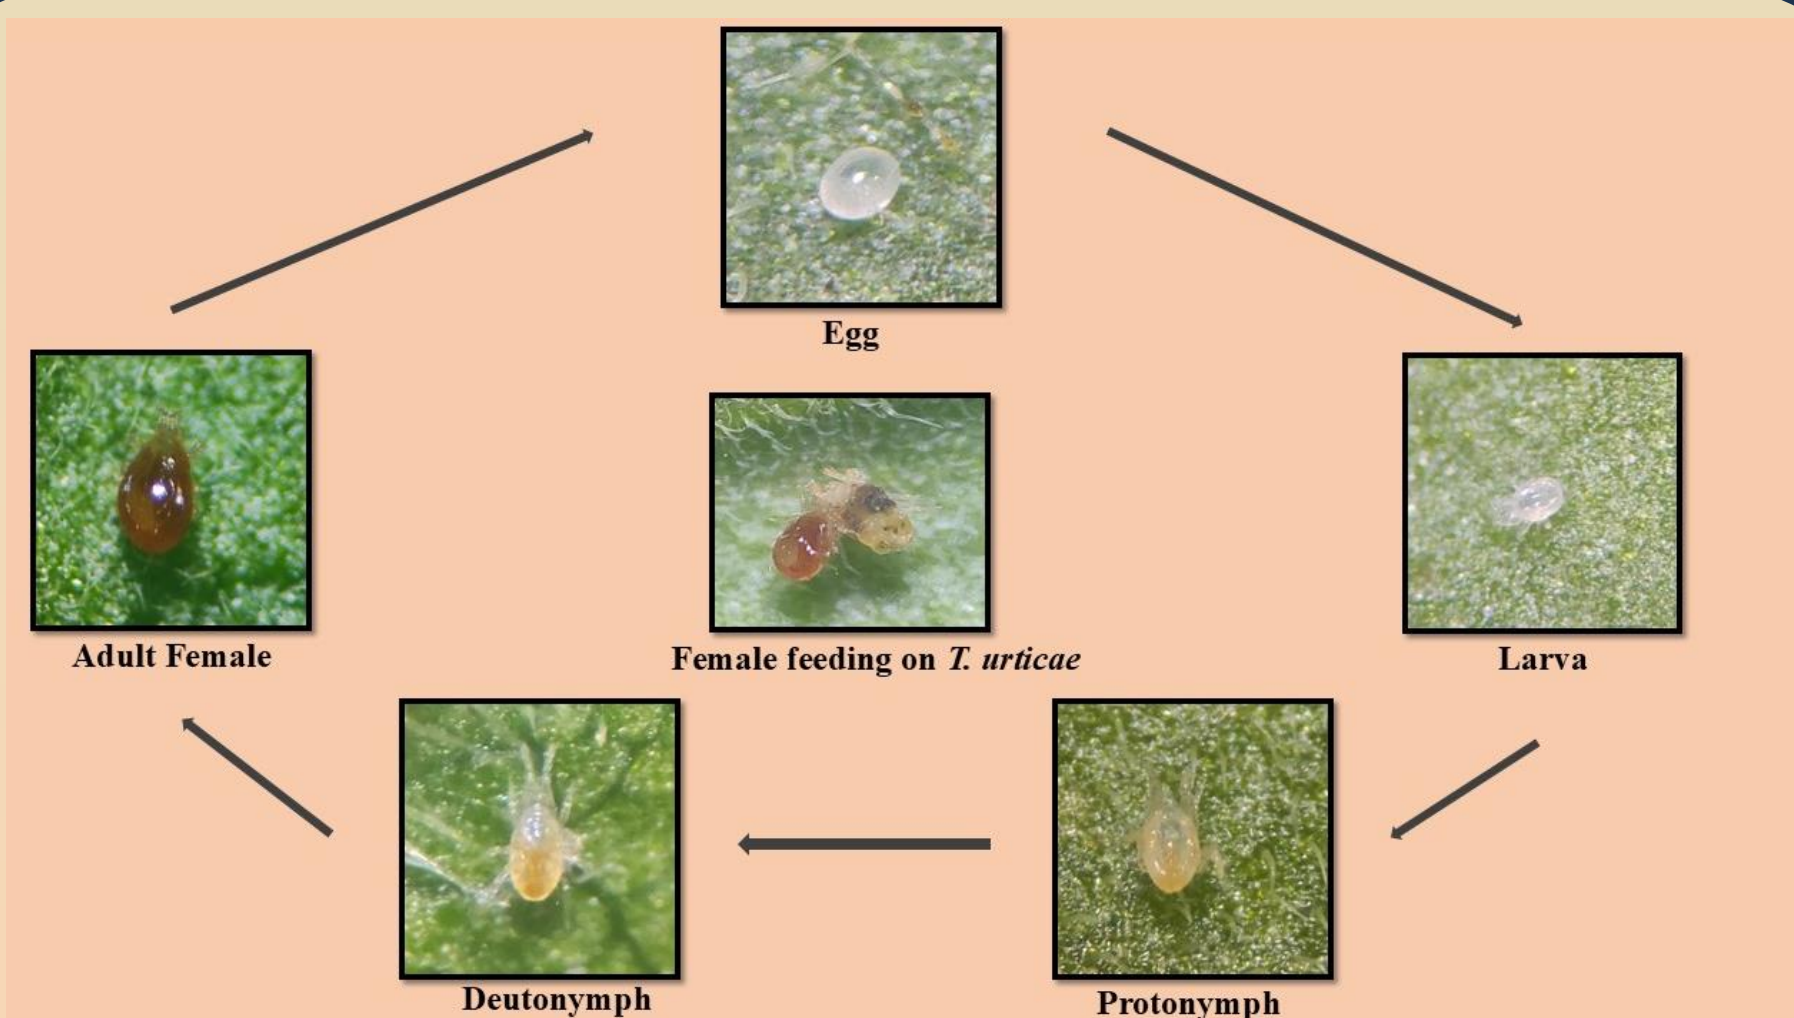 Egg
Adult Female
Female feeding on T. urticae
Larva
Deutonymph
Protonymph